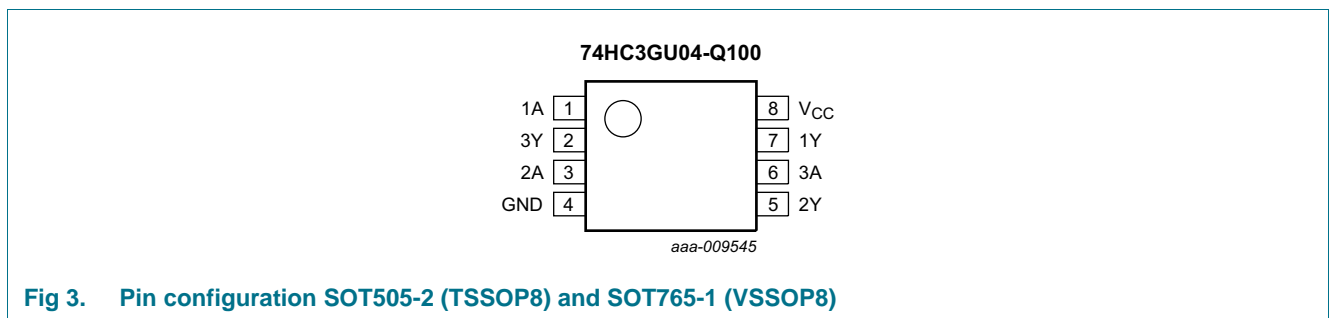 74HC3GU04-Q100
1A 1 8 VCC
3Y 2 7 1Y
2A 3 6 3A
GND 4 5 2Y
aaa-009545
Fig 3. Pin configuration SOT505-2 (TSSOP8) and SOT765-1 (VSSOP8)